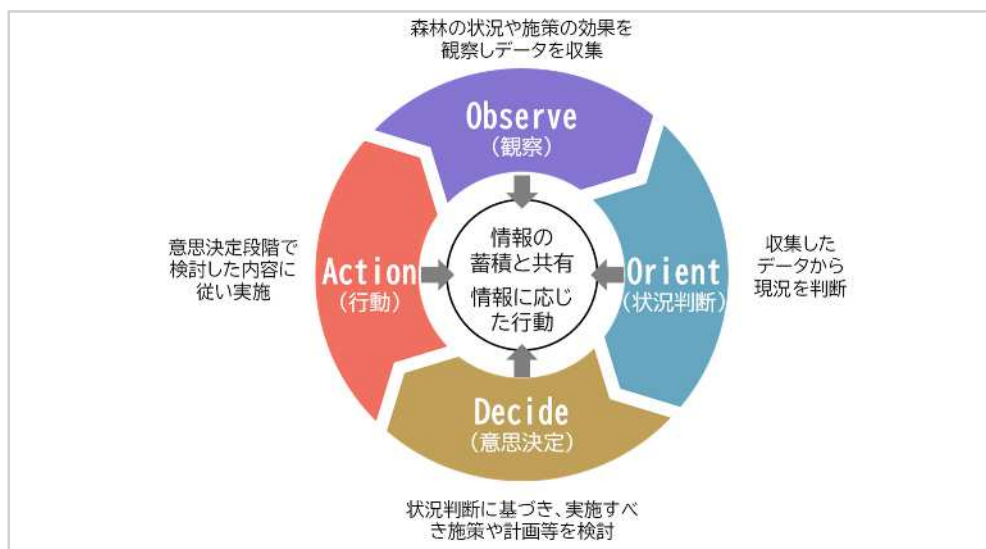 森林の状況や施策の効果を
観察しデータを収集
Observe
(観察)
Orient
(状況判断)
収集した
データから
現況を判断
Decide
(意思決定)
状況判断に基づき、実施すべ
き施策や計画等を検討
Action
(行動)
意思決定段階で
検討した内容に
従い実施
情報の
蓄積と共有
情報に応じ
た行動